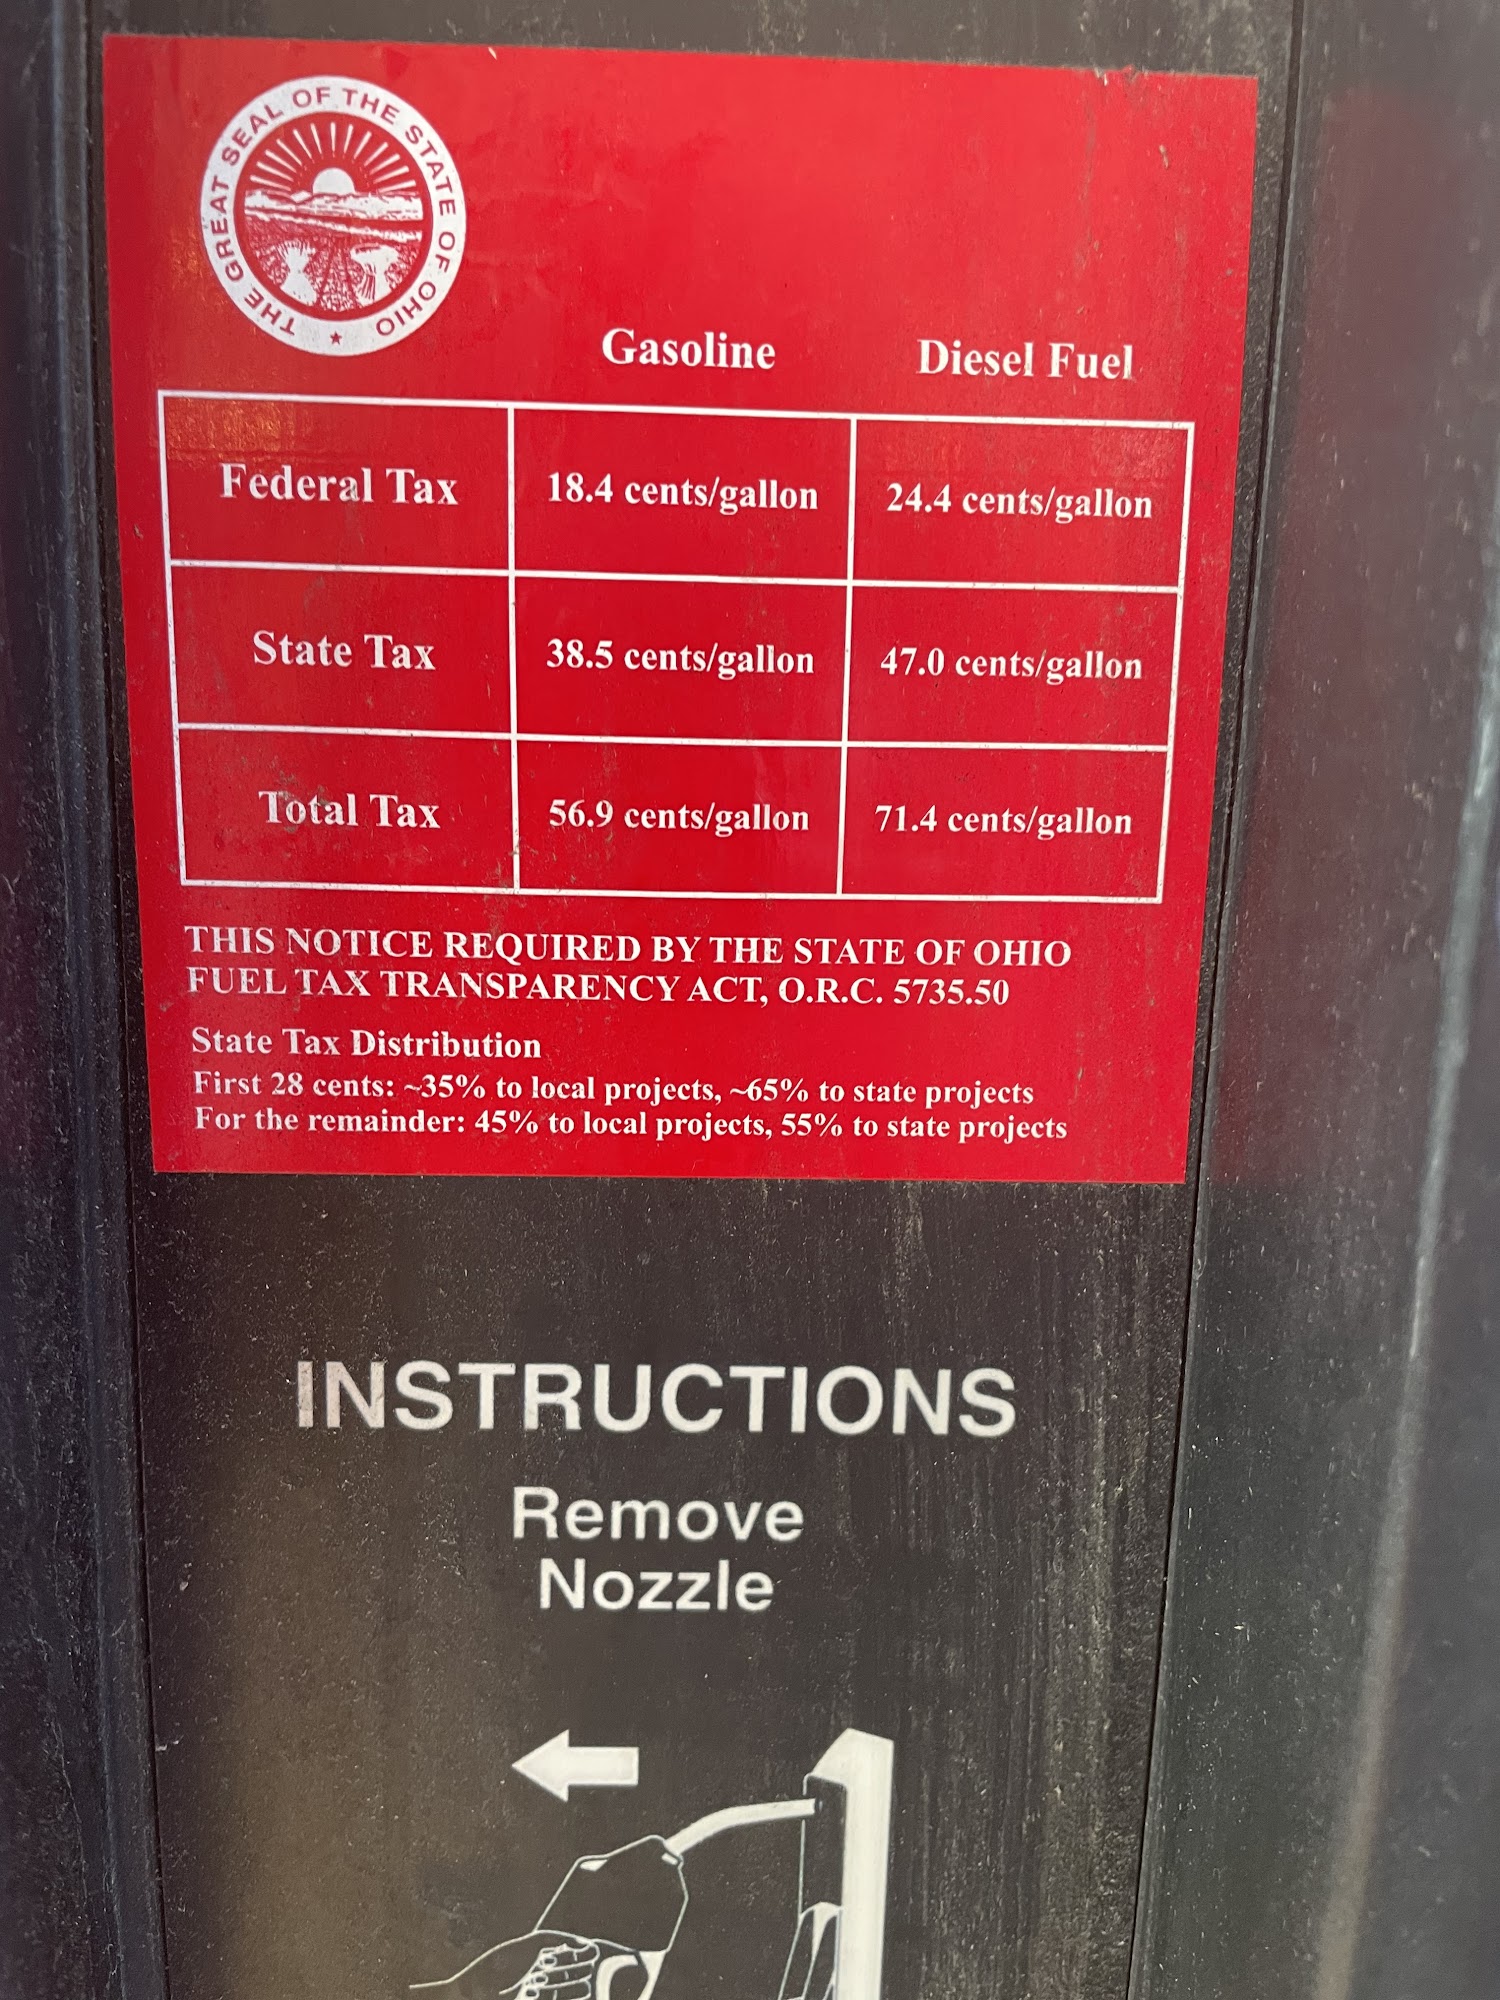 THE GREAT SEAL OF THE STATE OF OHIO
Gasoline Diesel Fuel
Federal Tax 18.4 cents/gallon 24.4 cents/gallon
State Tax 38.5 cents/gallon 47.0 cents/gallon
Total Tax 56.9 cents/gallon 71.4 cents/gallon
THIS NOTICE REQUIRED BY THE STATE OF OHIO
FUEL TAX TRANSPARENCY ACT, O.R.C. 5735.50
State Tax Distribution
First 28 cents: ~35% to local projects, ~65% to state projects
For the remainder: 45% to local projects, 55% to state projects
INSTRUCTIONS
Remove
Nozzle